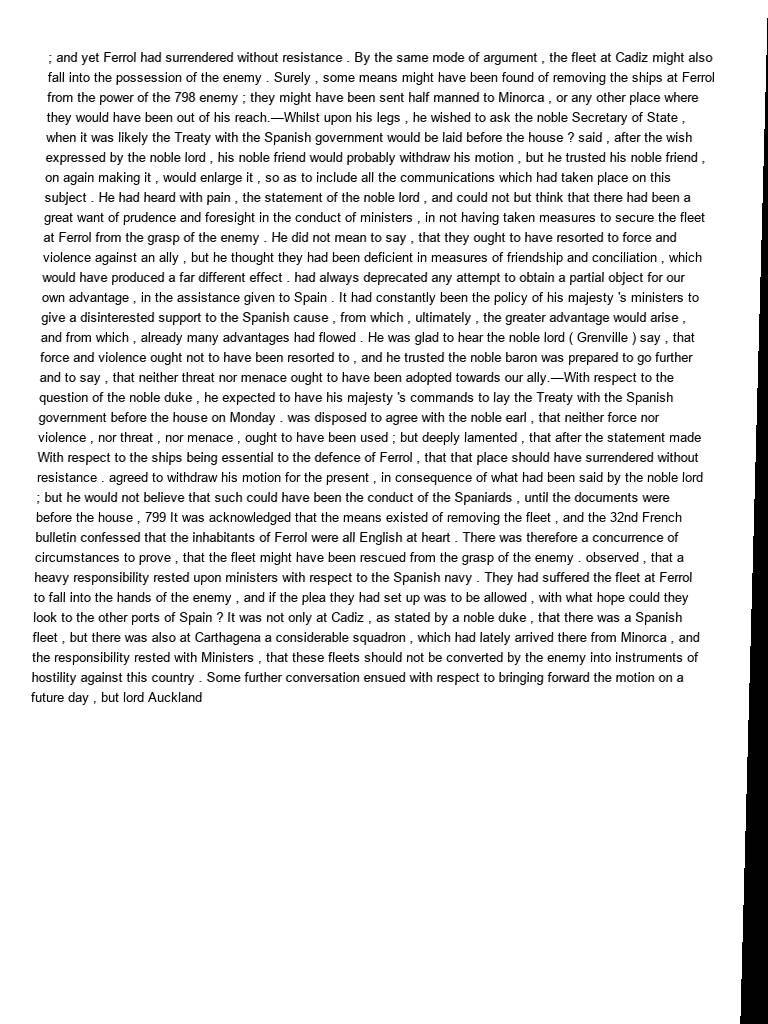 ; and yet Ferrol had surrendered without resistance . By the same mode of argument , the fleet at Cadiz might also
fall into the possession of the enemy . Surely , some means might have been found of removing the ships at Ferrol
from the power of the 798 enemy ; they might have been sent half manned to Minorca , or any other place where
they would have been out of his reach.—Whilst upon his legs , he wished to ask the noble Secretary of State ,
when it was likely the Treaty with the Spanish government would be laid before the house ? said , after the wish
expressed by the noble lord , his noble friend would probably withdraw his motion , but he trusted his noble friend ,
on again making it , would enlarge it , so as to include all the communications which had taken place on this
subject . He had heard with pain , the statement of the noble lord , and could not but think that there had been a
great want of prudence and foresight in the conduct of ministers , in not having taken measures to secure the fleet
at Ferrol from the grasp of the enemy . He did not mean to say , that they ought to have resorted to force and
violence against an ally , but he thought they had been deficient in measures of friendship and conciliation , which
would have produced a far different effect . had always deprecated any attempt to obtain a partial object for our
own advantage , in the assistance given to Spain . It had constantly been the policy of his majesty 's ministers to
give a disinterested support to the Spanish cause , from which , ultimately , the greater advantage would arise ,
and from which , already many advantages had flowed . He was glad to hear the noble lord ( Grenville ) say , that
force and violence ought not to have been resorted to , and he trusted the noble baron was prepared to go further
and to say , that neither threat nor menace ought to have been adopted towards our ally.—With respect to the
question of the noble duke , he expected to have his majesty 's commands to lay the Treaty with the Spanish
government before the house on Monday . was disposed to agree with the noble earl , that neither force nor
violence , nor threat , nor menace , ought to have been used ; but deeply lamented , that after the statement made
With respect to the ships being essential to the defence of Ferrol , that that place should have surrendered without
resistance . agreed to withdraw his motion for the present , in consequence of what had been said by the noble lord
; but he would not believe that such could have been the conduct of the Spaniards , until the documents were
before the house , 799 It was acknowledged that the means existed of removing the fleet , and the 32nd French
bulletin confessed that the inhabitants of Ferrol were all English at heart . There was therefore a concurrence of
circumstances to prove , that the fleet might have been rescued from the grasp of the enemy . observed , that a
heavy responsibility rested upon ministers with respect to the Spanish navy . They had suffered the fleet at Ferrol
to fall into the hands of the enemy , and if the plea they had set up was to be allowed , with what hope could they
look to the other ports of Spain ? It was not only at Cadiz , as stated by a noble duke , that there was a Spanish
fleet , but there was also at Carthagena a considerable squadron , which had lately arrived there from Minorca , and
the responsibility rested with Ministers , that these fleets should not be converted by the enemy into instruments of
hostility against this country . Some further conversation ensued with respect to bringing forward the motion on a
future day , but lord Auckland